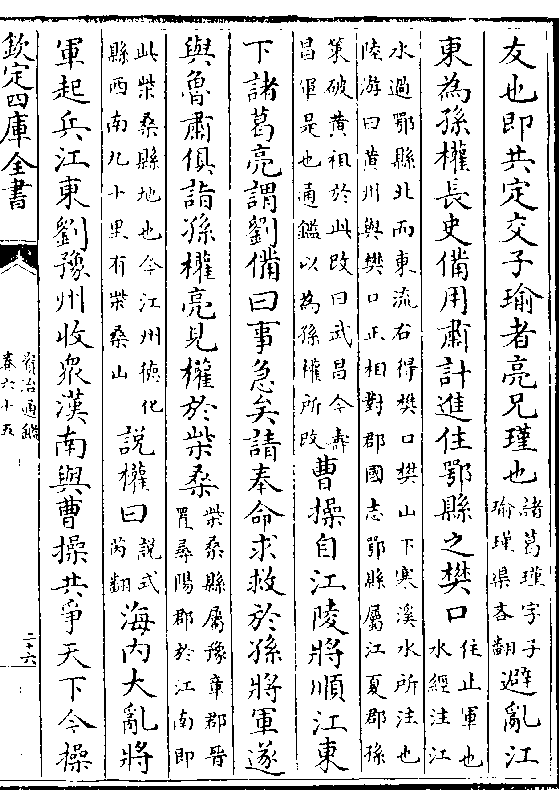 友也即共定交子瑜者亮兄瑾也諸葛瑾字子瑜瑾渠吝翻避亂江
東為孫權長史備用肅計進住鄂縣之樊口住止軍也水經注江
水過鄂縣北而東流右得樊口樊山下寒溪水所注也
陸游曰黄州與樊口正相對郡國志鄂縣屬江夏郡孫
策破黄祖於此改曰武昌今壽昌軍是也通鑑以為孫權所改曹操自江陵將順江東
下諸葛亮謂劉備曰事急矣請奉命求救於孫將軍遂
與魯肅俱詣孫權亮見權於柴桑柴桑縣屬豫章郡晉置尋陽郡於江南即
此柴桑縣地也今江州徳化縣西南九十里有柴桑山說權曰說式芮翻海内大亂將
軍起兵江東劉豫州收衆漢南與曹操共爭天下今操
欽定四庫全書
資治通鑑
卷六十五
二十六